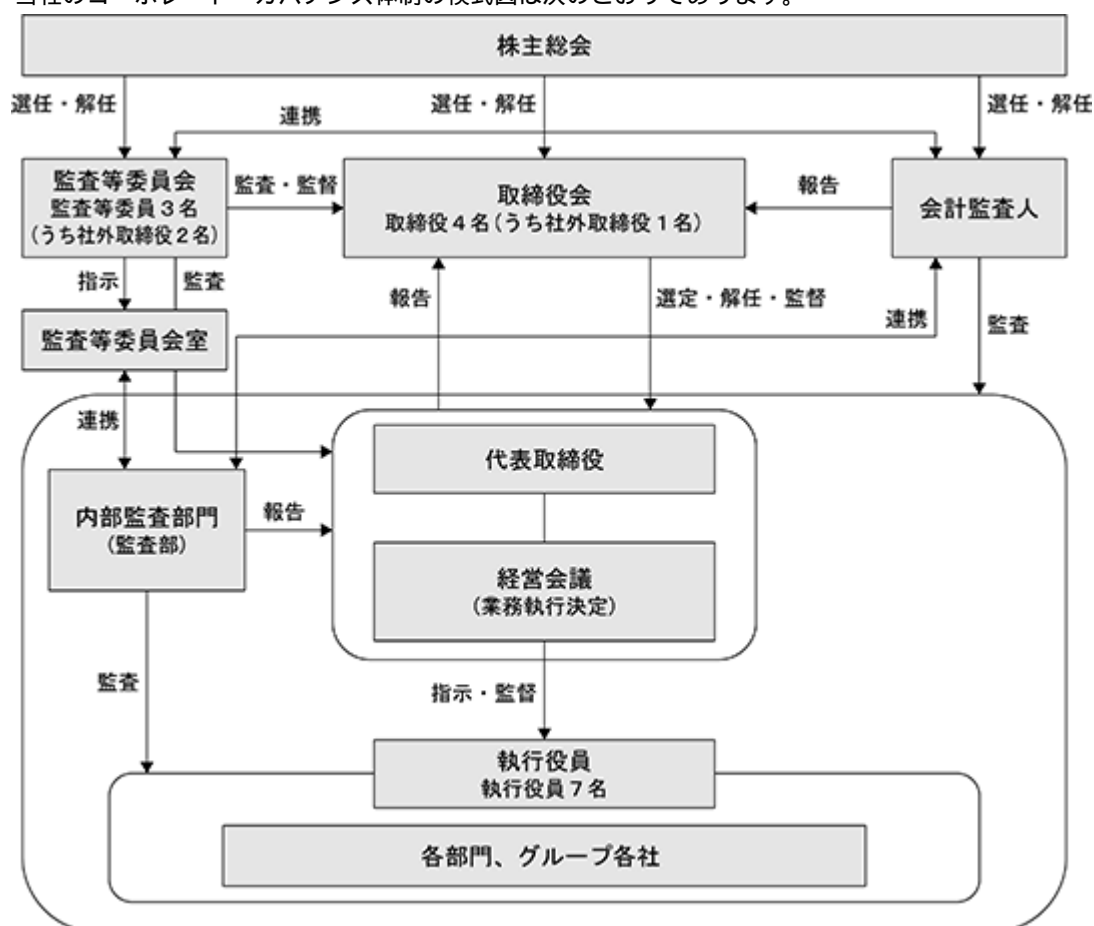 当社のコーポレート・ガバナンス体制の模式図は次のとおりであります。
株主総会
選任・解任
選任・解任
選任・解任
連携
監査等委員会
監査等委員３名
(うち社外取締役２名)
監査・監督
取締役会
取締役４名(うち社外取締役１名)
報告
会計監査人
指示
監査
報告
選定・解任・監督
連携
監査
監査等委員会室
連携
代表取締役
内部監査部門
(監査部)
報告
経営会議
(業務執行決定)
監査
指示・監督
執行役員
執行役員７名
各部門、グループ各社